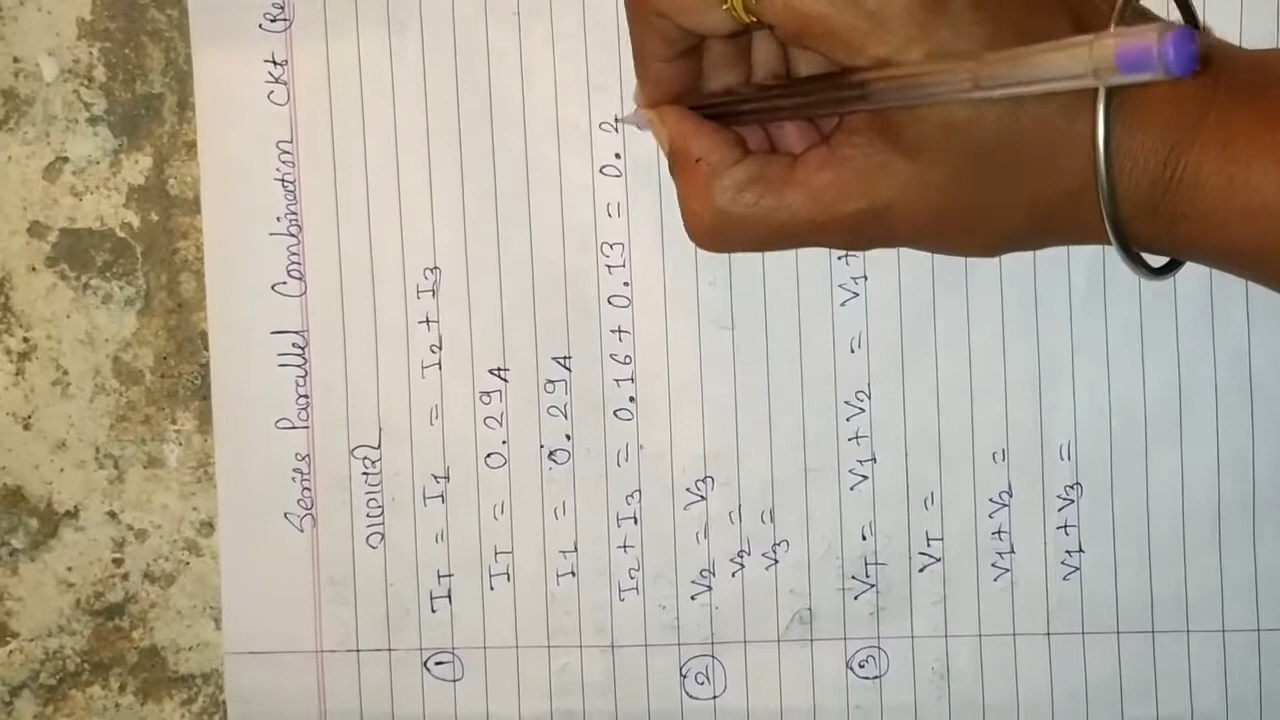 Series Parallel Combination Ckt (Re
① IT = I1 = I2 + I3
IT = 0.29A
I1 = 0.29A
I2 + I3 = 0.16 + 0.13 = 0.2
② V2 = V3
V2 =
V3 =
③ VT = V1 + V2 = V1 +
VT =
V1 + V2 =
V1 + V3 =